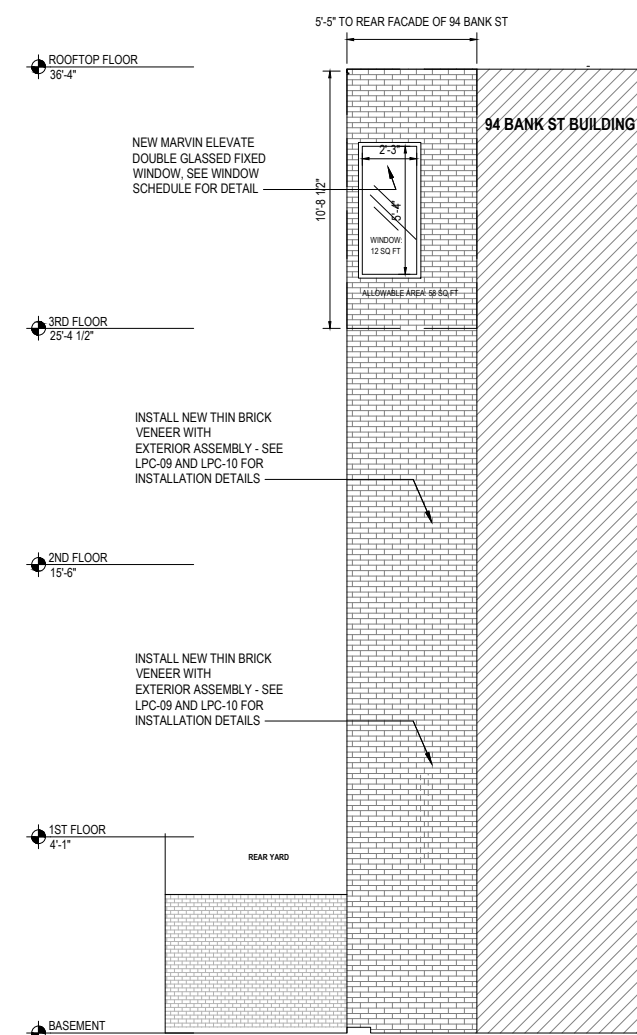 5'-5" TO REAR FACADE OF 94 BANK ST
ROOFTOP FLOOR
36'-4"
94 BANK ST BUILDING
NEW MARVIN ELEVATE
DOUBLE GLASSED FIXED
WINDOW, SEE WINDOW
SCHEDULE FOR DETAIL
2'-3"
10'-8 1/2"
5'-4"
WINDOW:
12 SQ FT
ALLOWABLE AREA: 58 SQ FT
3RD FLOOR
25'-4 1/2"
INSTALL NEW THIN BRICK
VENEER WITH
EXTERIOR ASSEMBLY - SEE
LPC-09 AND LPC-10 FOR
INSTALLATION DETAILS
2ND FLOOR
15'-6"
INSTALL NEW THIN BRICK
VENEER WITH
EXTERIOR ASSEMBLY - SEE
LPC-09 AND LPC-10 FOR
INSTALLATION DETAILS
1ST FLOOR
4'-1"
REAR YARD
BASEMENT